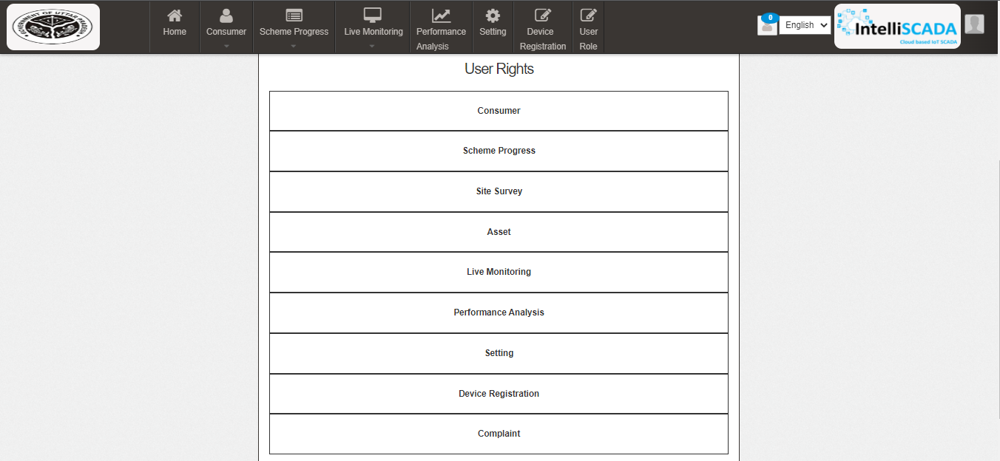 GOVERNMENT OF UTTAR PRADESH
Home
Consumer
Scheme Progress
Live Monitoring
Performance
Analysis
Setting
Device
Registration
User
Role
0
English
IntelliSCADA
Cloud based IoT SCADA
User Rights
Consumer
Scheme Progress
Site Survey
Asset
Live Monitoring
Performance Analysis
Setting
Device Registration
Complaint